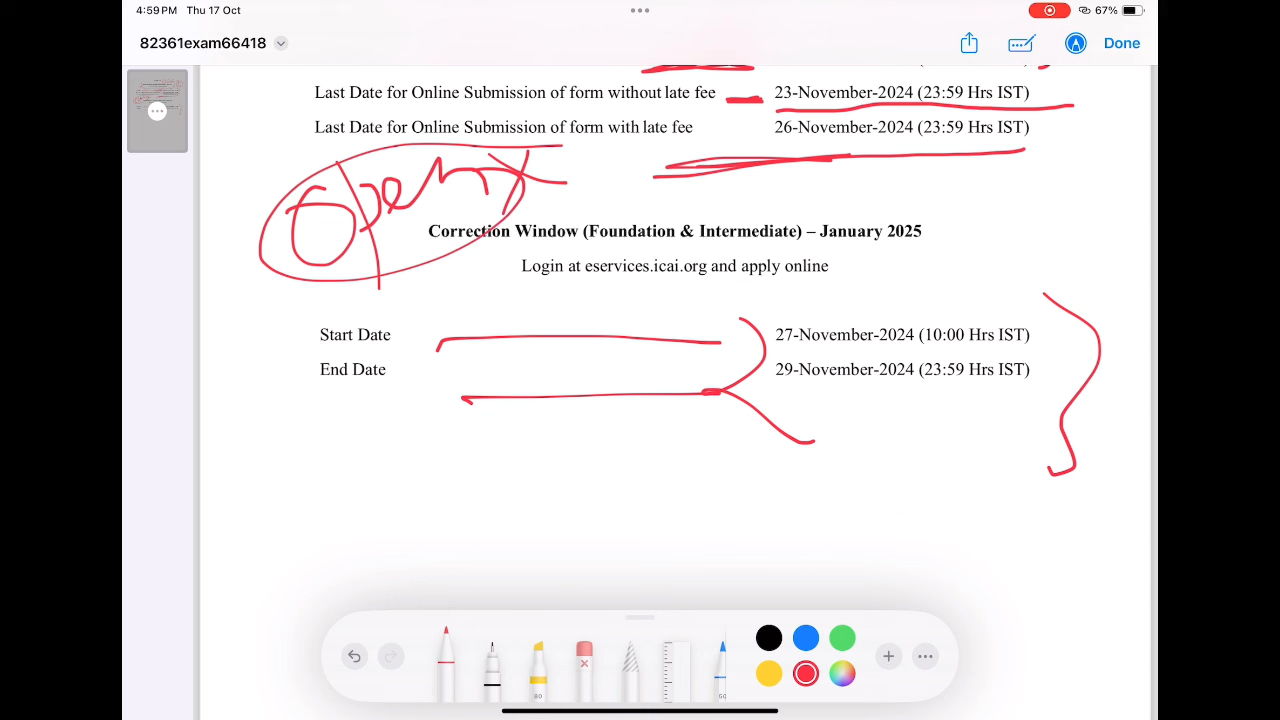 4:59 PM Thu 17 Oct
67%
82361exam66418
Done
Last Date for Online Submission of form without late fee 23-November-2024 (23:59 Hrs IST)
Last Date for Online Submission of form with late fee 26-November-2024 (23:59 Hrs IST)
Correction Window (Foundation & Intermediate) – January 2025
Login at eservices.icai.org and apply online
Start Date 27-November-2024 (10:00 Hrs IST)
End Date 29-November-2024 (23:59 Hrs IST)
80
50